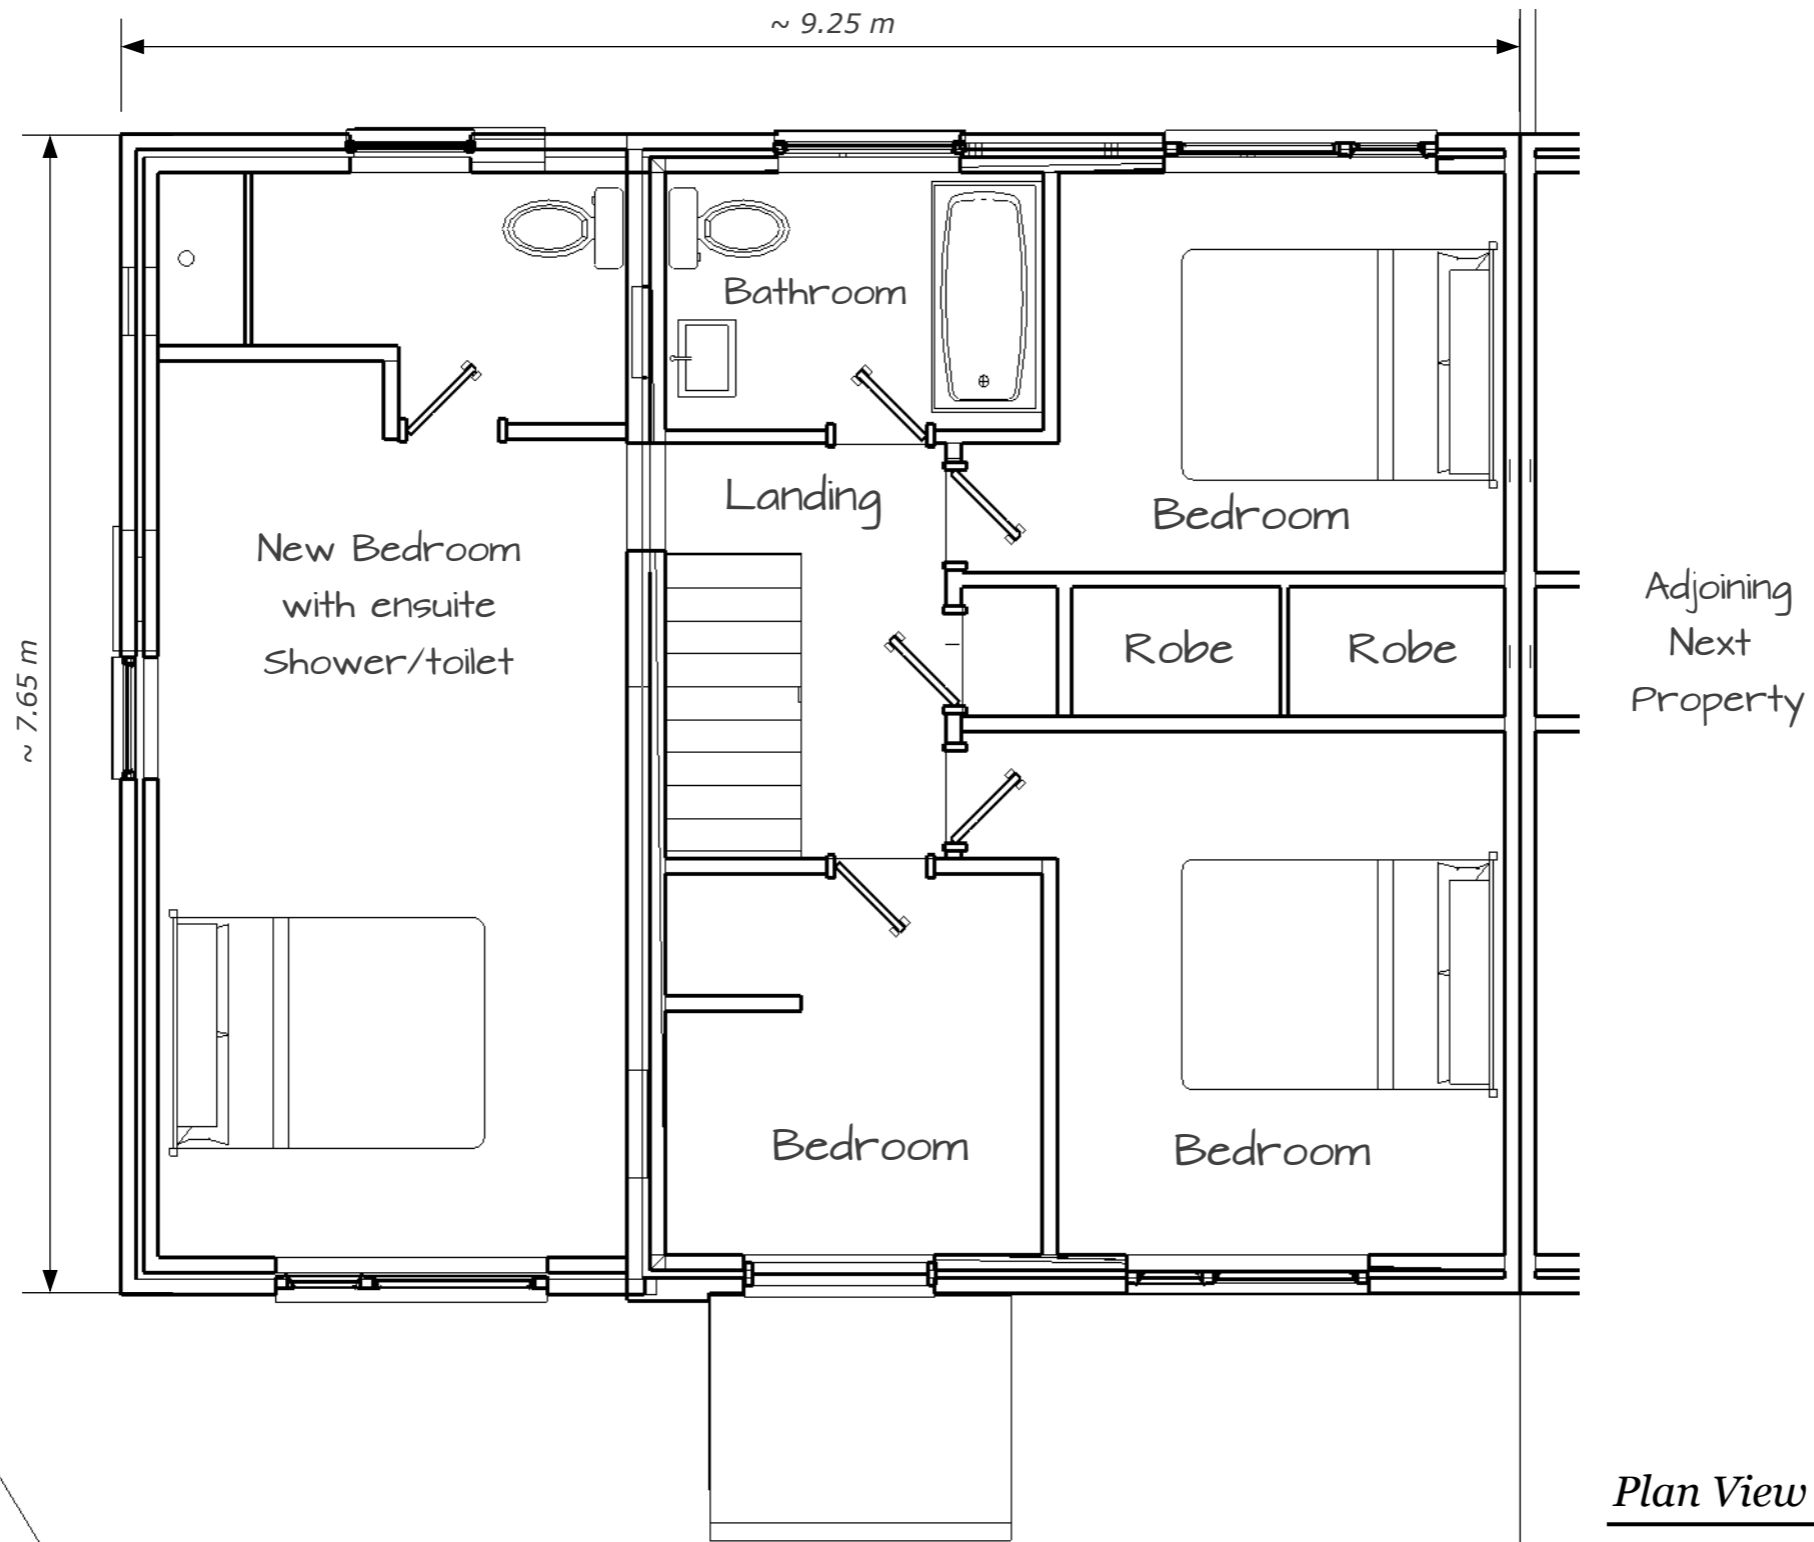 ~ 9.25 m
~ 7.65 m
Bathroom
Landing
Bedroom
New Bedroom
with ensuite
Shower/toilet
Robe
Robe
Adjoining
Next
Property
Bedroom
Bedroom
Plan View